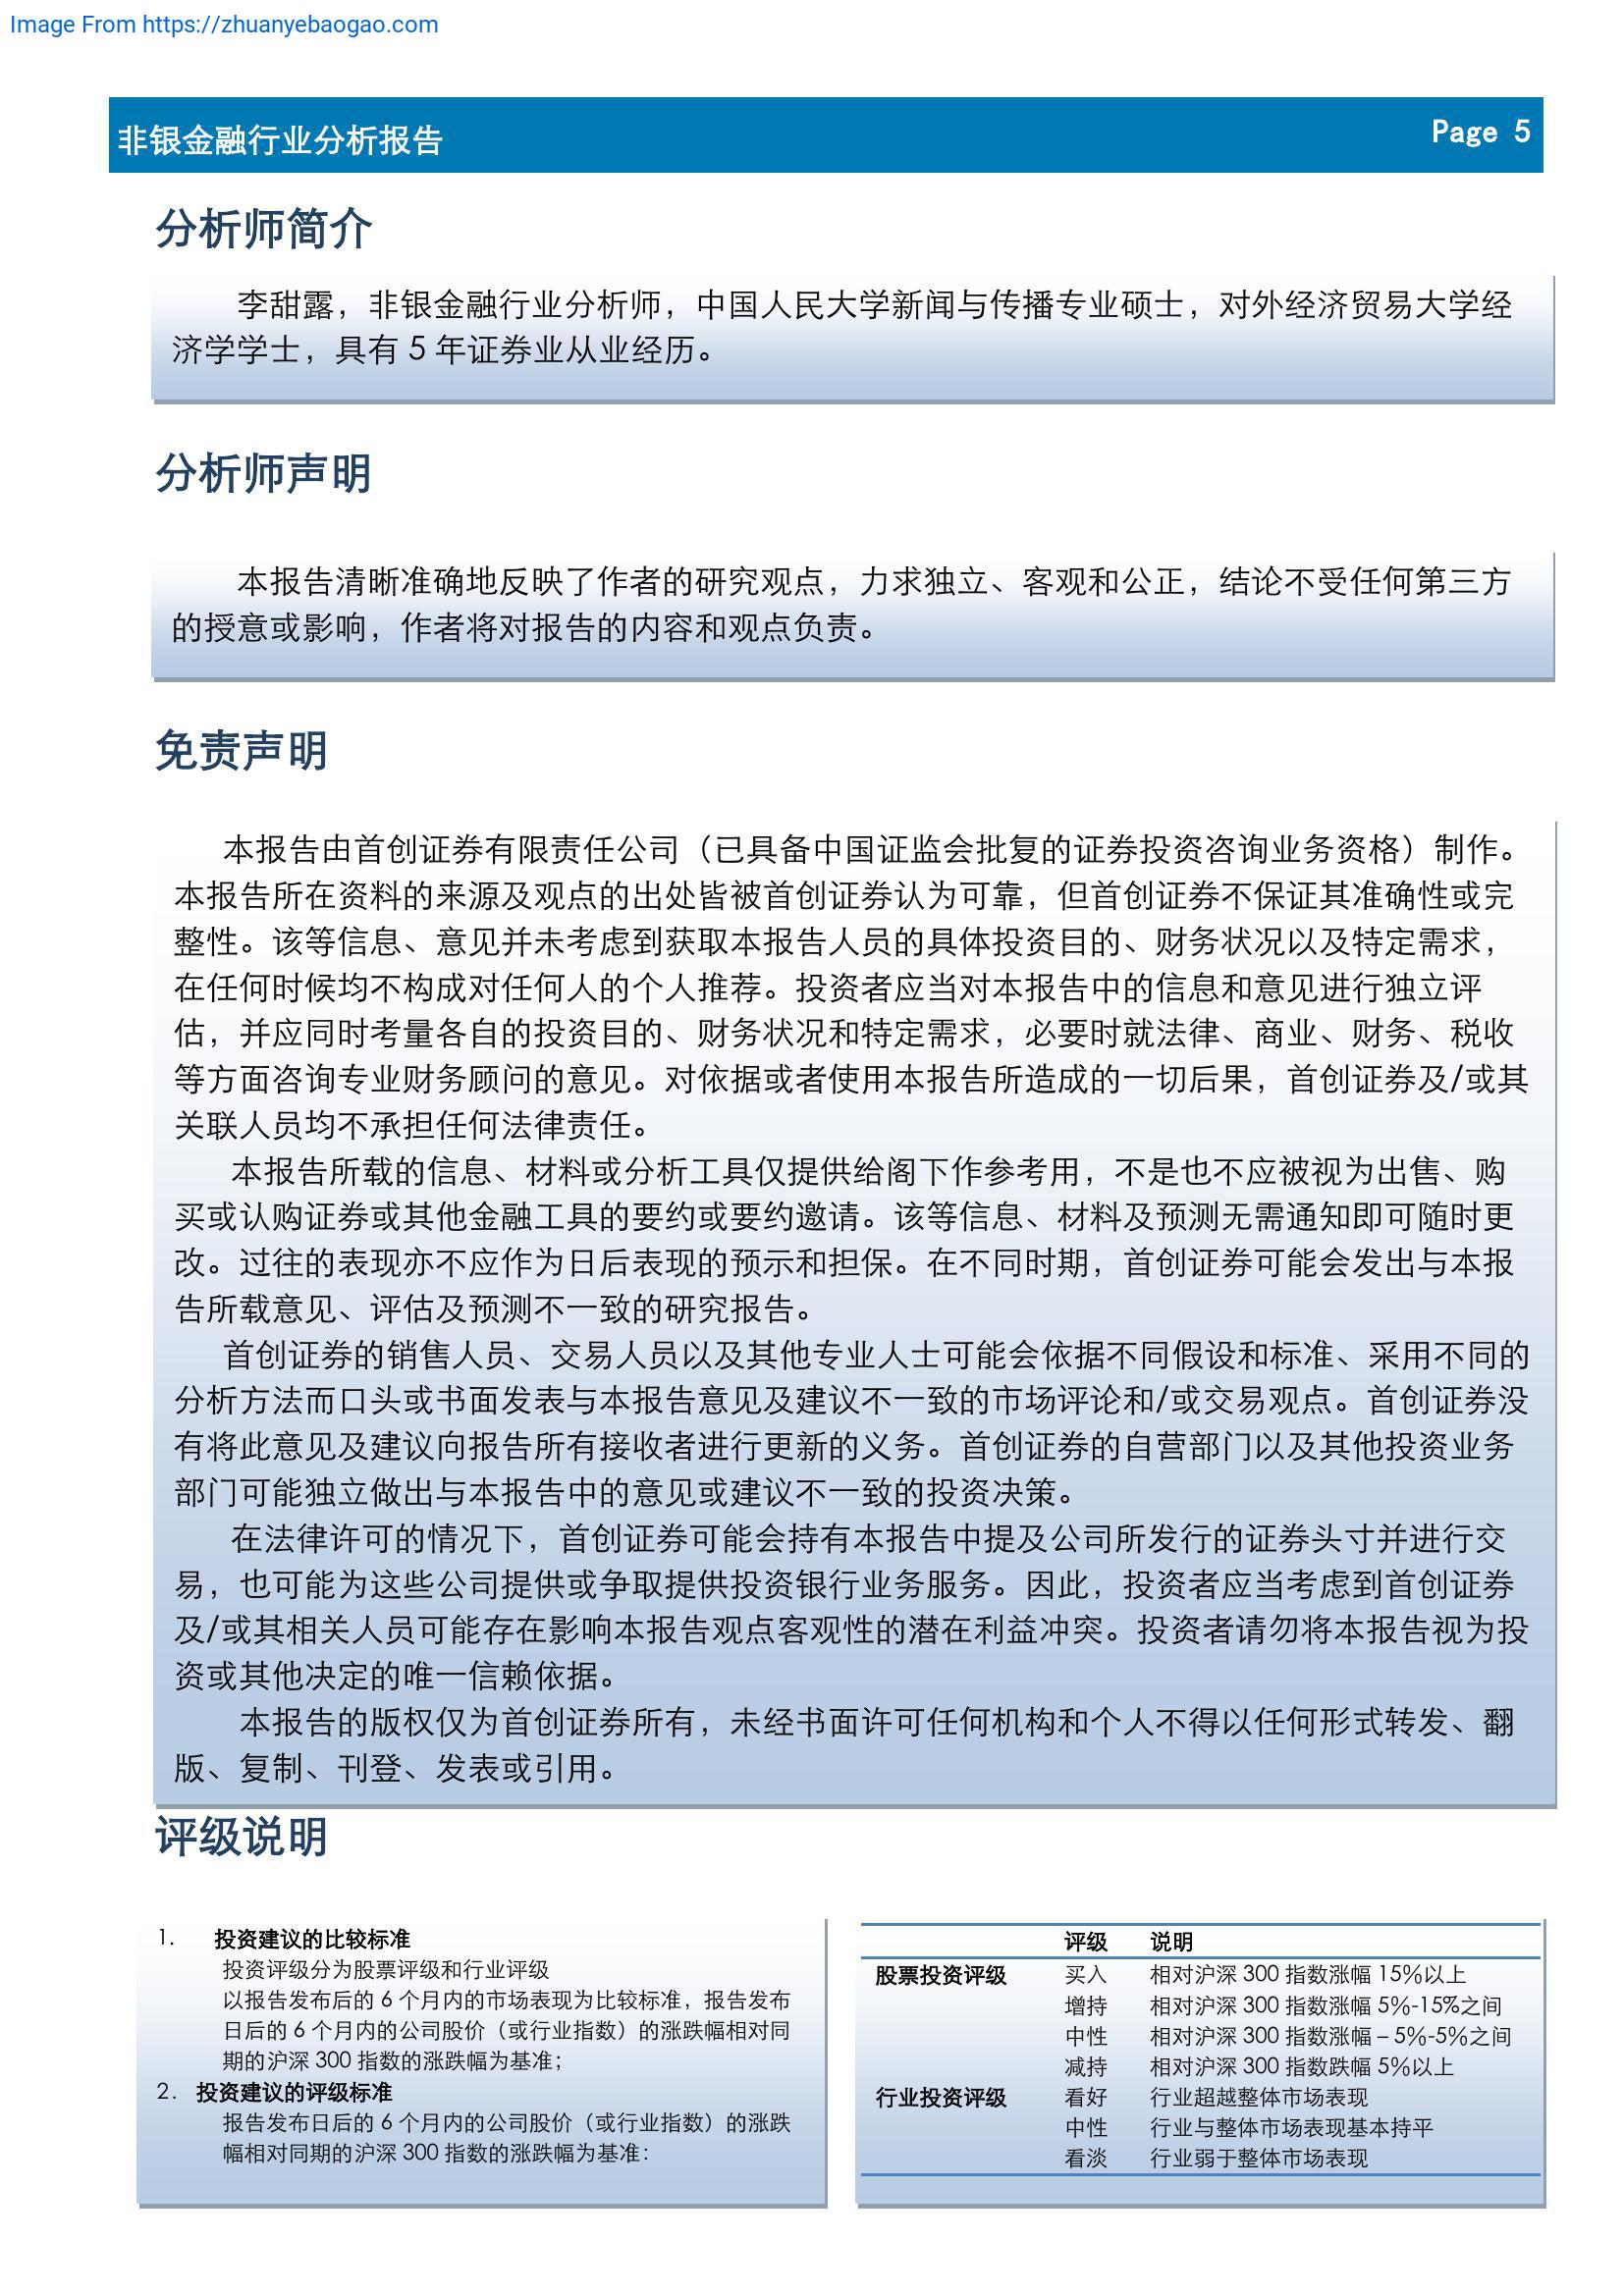 Image From https://zhuanyebaogao.com
非银金融行业分析报告
Page 5
分析师简介
李甜露，非银金融行业分析师，中国人民大学新闻与传播专业硕士，对外经济贸易大学经
济学学士，具有 5 年证券业从业经历。
分析师声明
本报告清晰准确地反映了作者的研究观点，力求独立、客观和公正，结论不受任何第三方
的授意或影响，作者将对报告的内容和观点负责。
免责声明
本报告由首创证券有限责任公司（已具备中国证监会批复的证券投资咨询业务资格）制作。
本报告所在资料的来源及观点的出处皆被首创证券认为可靠，但首创证券不保证其准确性或完
整性。该等信息、意见并未考虑到获取本报告人员的具体投资目的、财务状况以及特定需求，
在任何时候均不构成对任何人的个人推荐。投资者应当对本报告中的信息和意见进行独立评
估，并应同时考量各自的投资目的、财务状况和特定需求，必要时就法律、商业、财务、税收
等方面咨询专业财务顾问的意见。对依据或者使用本报告所造成的一切后果，首创证券及/或其
关联人员均不承担任何法律责任。
本报告所载的信息、材料或分析工具仅提供给阁下作参考用，不是也不应被视为出售、购
买或认购证券或其他金融工具的要约或要约邀请。该等信息、材料及预测无需通知即可随时更
改。过往的表现亦不应作为日后表现的预示和担保。在不同时期，首创证券可能会发出与本报
告所载意见、评估及预测不一致的研究报告。
首创证券的销售人员、交易人员以及其他专业人士可能会依据不同假设和标准、采用不同的
分析方法而口头或书面发表与本报告意见及建议不一致的市场评论和/或交易观点。首创证券没
有将此意见及建议向报告所有接收者进行更新的义务。首创证券的自营部门以及其他投资业务
部门可能独立做出与本报告中的意见或建议不一致的投资决策。
在法律许可的情况下，首创证券可能会持有本报告中提及公司所发行的证券头寸并进行交
易，也可能为这些公司提供或争取提供投资银行业务服务。因此，投资者应当考虑到首创证券
及/或其相关人员可能存在影响本报告观点客观性的潜在利益冲突。投资者请勿将本报告视为投
资或其他决定的唯一信赖依据。
本报告的版权仅为首创证券所有，未经书面许可任何机构和个人不得以任何形式转发、翻
版、复制、刊登、发表或引用。
评级说明
1. 投资建议的比较标准
投资评级分为股票评级和行业评级
以报告发布后的 6 个月内的市场表现为比较标准，报告发布
日后的 6 个月内的公司股价（或行业指数）的涨跌幅相对同
期的沪深 300 指数的涨跌幅为基准；
2. 投资建议的评级标准
报告发布日后的 6 个月内的公司股价（或行业指数）的涨跌
幅相对同期的沪深 300 指数的涨跌幅为基准：
评级 说明
股票投资评级 买入 相对沪深 300 指数涨幅 15％以上
增持 相对沪深 300 指数涨幅 5％-15％之间
中性 相对沪深 300 指数涨幅 – 5％-5％之间
减持 相对沪深 300 指数跌幅 5％以上
行业投资评级 看好 行业超越整体市场表现
中性 行业与整体市场表现基本持平
看淡 行业弱于整体市场表现